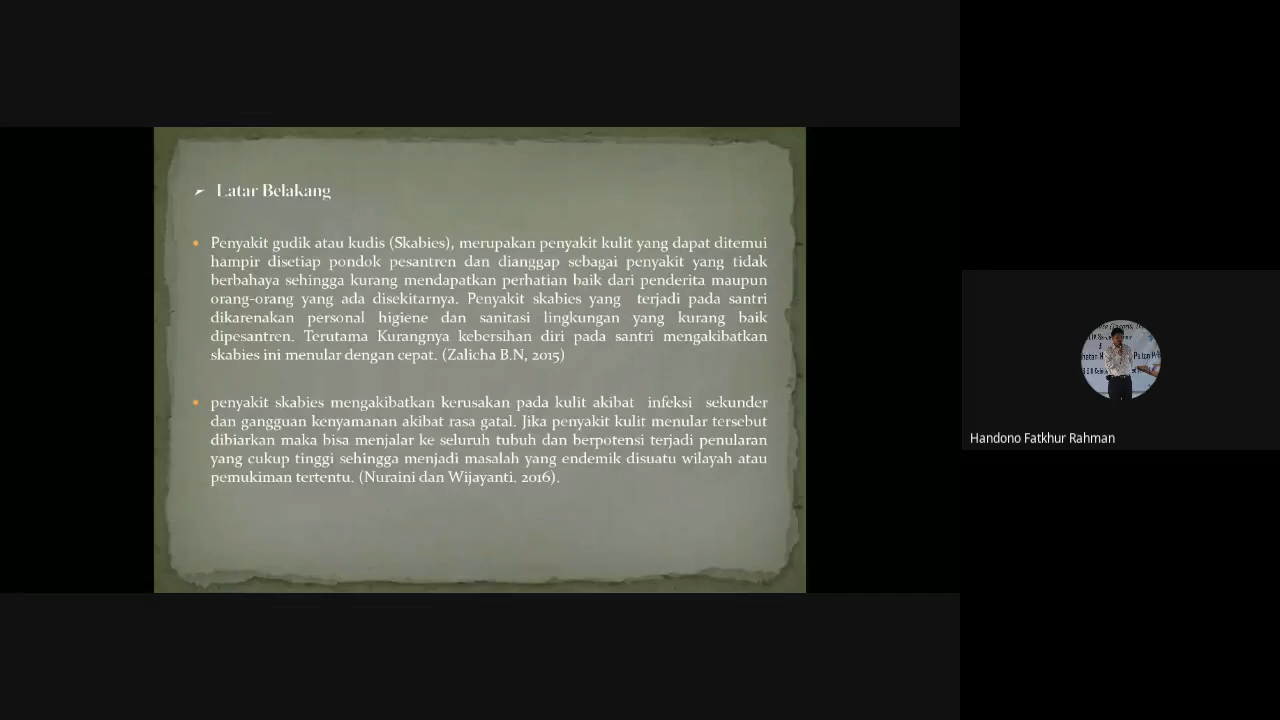 Latar Belakang
Penyakit gudik atau kudis (Skabies), merupakan penyakit kulit yang dapat ditemui
hampir disetiap pondok pesantren dan dianggap sebagai penyakit yang tidak
berbahaya sehingga kurang mendapatkan perhatian baik dari penderita maupun
orang-orang yang ada disekitarnya. Penyakit skabies yang terjadi pada santri
dikarenakan personal higiene dan sanitasi lingkungan yang kurang baik
dipesantren. Terutama Kurangnya kebersihan diri pada santri mengakibatkan
skabies ini menular dengan cepat. (Zalicha B.N, 2015)
penyakit skabies mengakibatkan kerusakan pada kulit akibat infeksi sekunder
dan gangguan kenyamanan akibat rasa gatal. Jika penyakit kulit menular tersebut
dibiarkan maka bisa menjalar ke seluruh tubuh dan berpotensi terjadi penularan
yang cukup tinggi sehingga menjadi masalah yang endemik disuatu wilayah atau
pemukiman tertentu. (Nuraini dan Wijayanti. 2016).
Handono Fatkhur Rahman